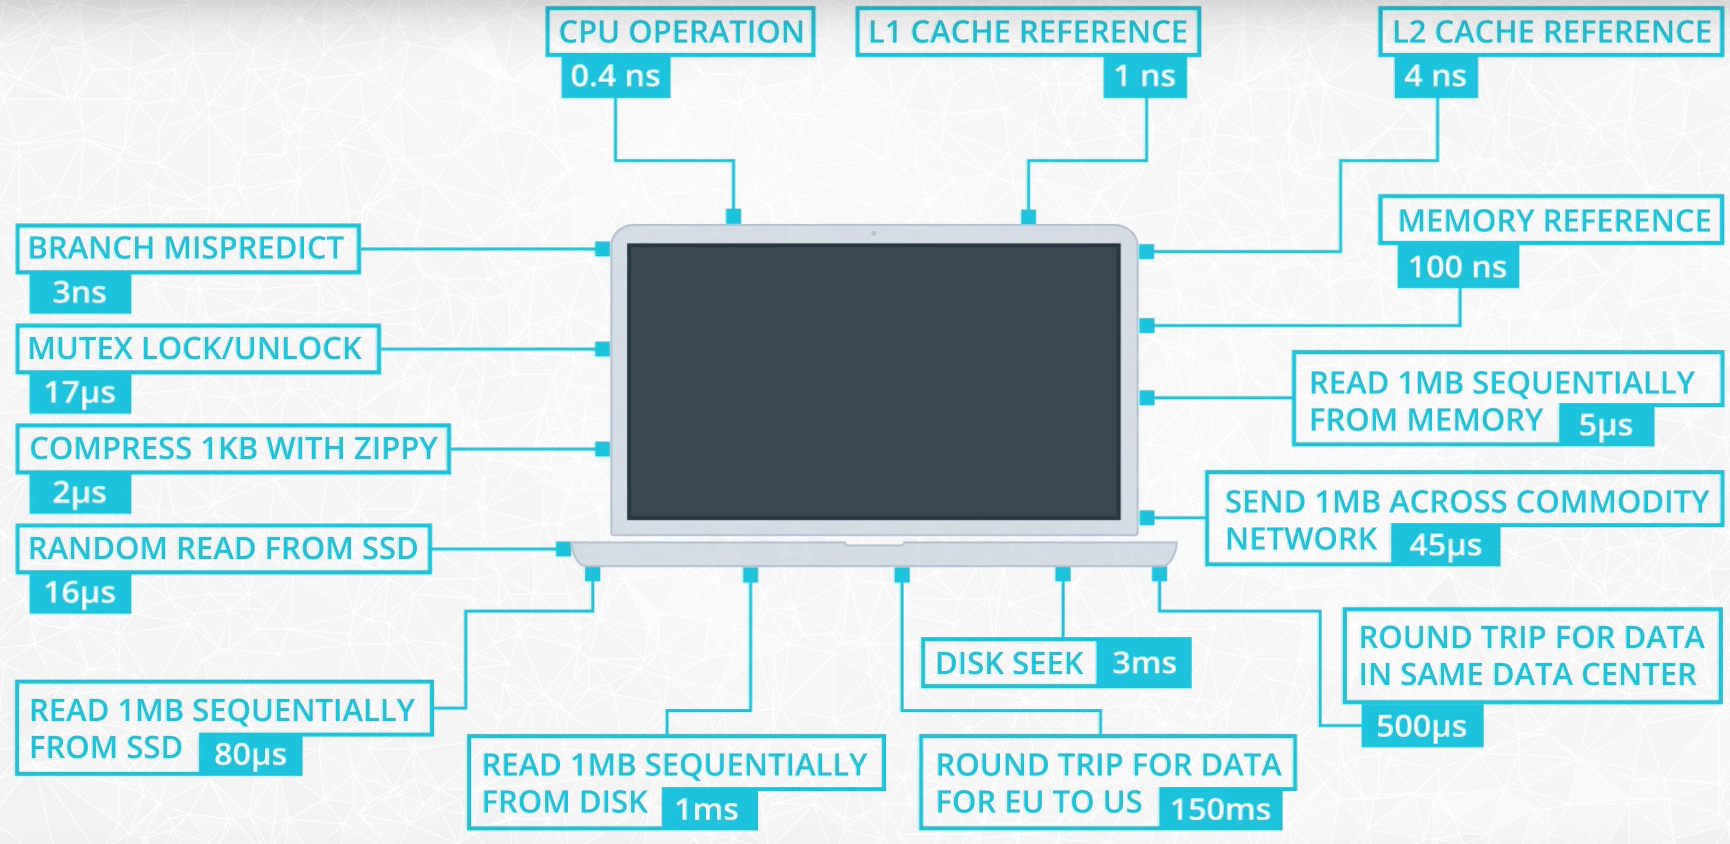 CPU OPERATION
0.4 ns
L1 CACHE REFERENCE
1 ns
L2 CACHE REFERENCE
4 ns
MEMORY REFERENCE
100 ns
BRANCH MISPREDICT
3ns
MUTEX LOCK/UNLOCK
17µs
COMPRESS 1KB WITH ZIPPY
2µs
RANDOM READ FROM SSD
16µs
READ 1MB SEQUENTIALLY
FROM MEMORY 5µs
SEND 1MB ACROSS COMMODITY
NETWORK 45µs
ROUND TRIP FOR DATA
IN SAME DATA CENTER
500µs
DISK SEEK 3ms
READ 1MB SEQUENTIALLY
FROM SSD 80µs
READ 1MB SEQUENTIALLY
FROM DISK 1ms
ROUND TRIP FOR DATA
FOR EU TO US 150ms